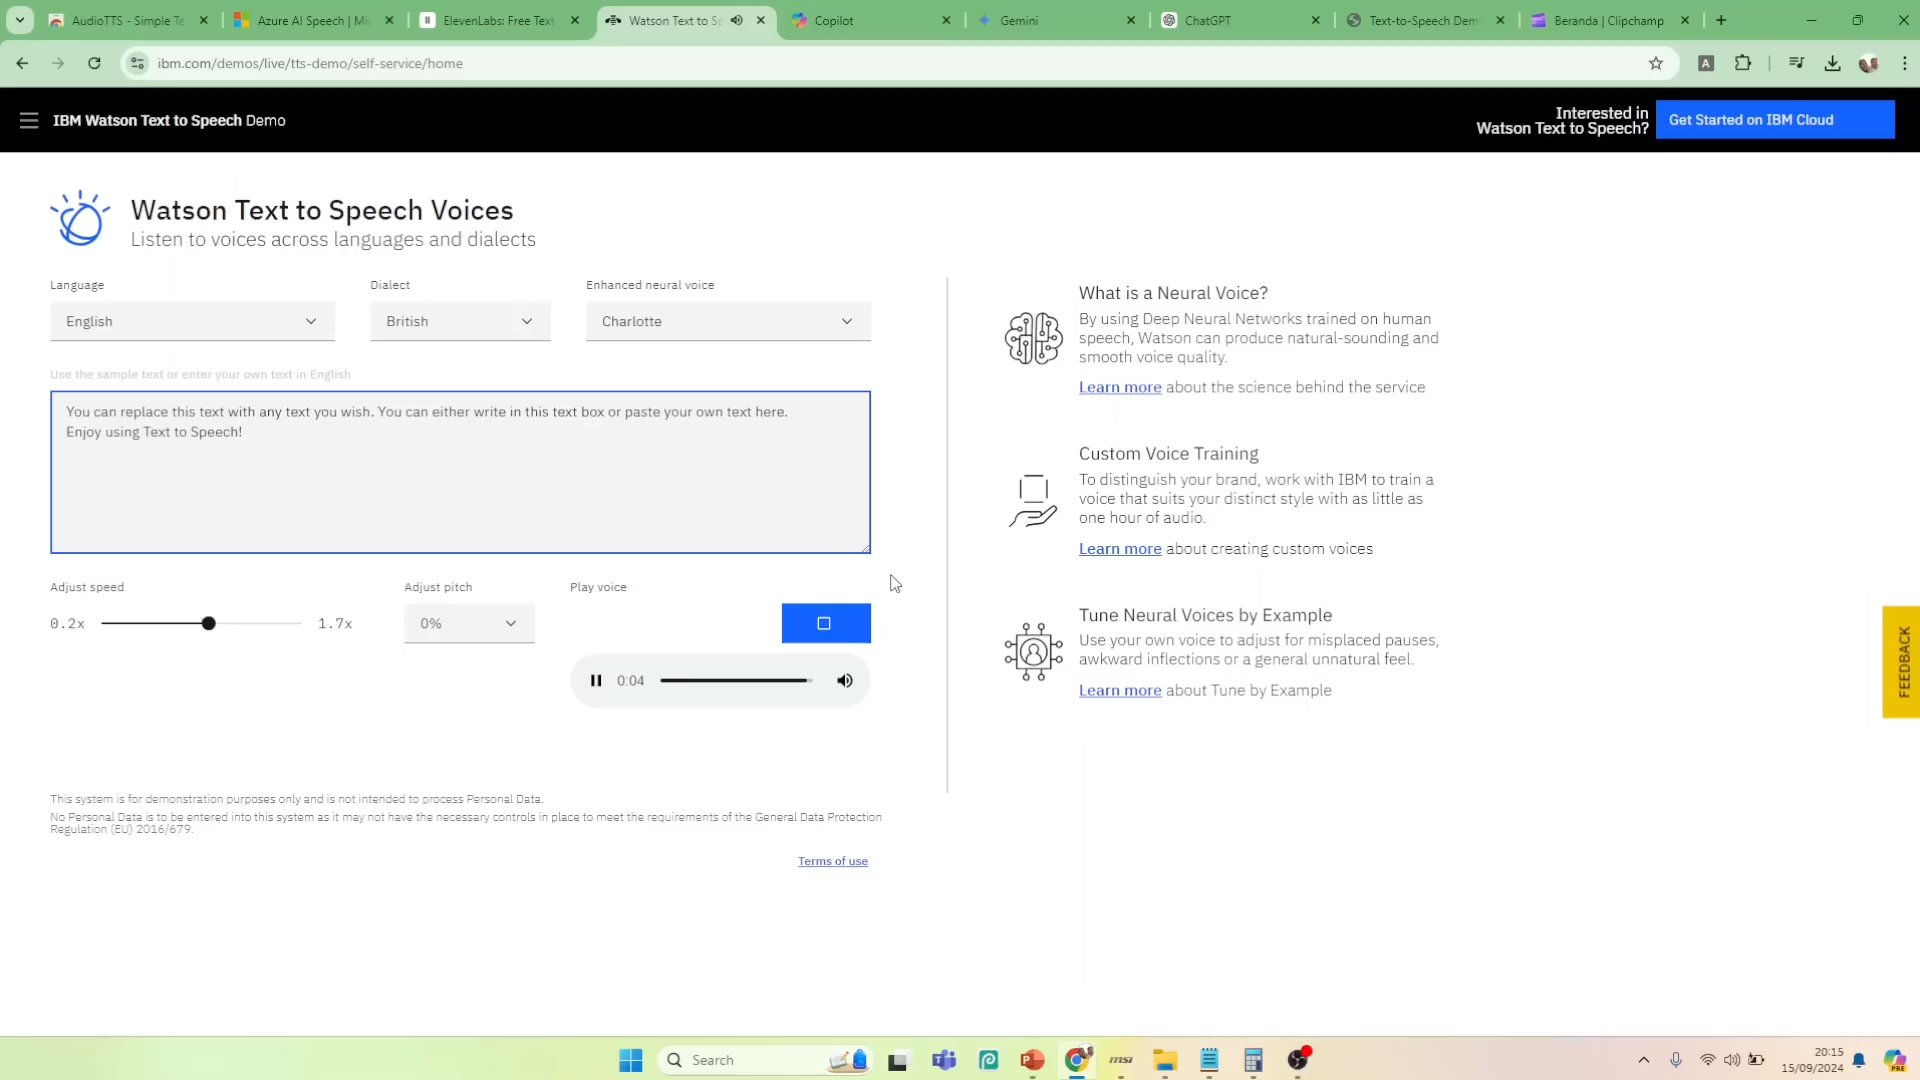 AudioTTS - Simple Te
Azure AI Speech | Mi
ElevenLabs: Free Text
Watson Text to Sp
Copilot
Gemini
ChatGPT
Text-to-Speech Dem
Beranda | Clipchamp
ibm.com/demos/live/tts-demo/self-service/home
A
IBM Watson Text to Speech Demo
Interested in
Watson Text to Speech?
Get Started on IBM Cloud
Watson Text to Speech Voices
Listen to voices across languages and dialects
Language
Dialect
Enhanced neural voice
English
British
Charlotte
Use the sample text or enter your own text in English
You can replace this text with any text you wish. You can either write in this text box or paste your own text here.
Enjoy using Text to Speech!
Adjust speed
Adjust pitch
Play voice
0.2x
1.7x
0%
0:04
What is a Neural Voice?
By using Deep Neural Networks trained on human
speech, Watson can produce natural-sounding and
smooth voice quality.
Learn more about the science behind the service
Custom Voice Training
To distinguish your brand, work with IBM to train a
voice that suits your distinct style with as little as
one hour of audio.
Learn more about creating custom voices
Tune Neural Voices by Example
Use your own voice to adjust for misplaced pauses,
awkward inflections or a general unnatural feel.
Learn more about Tune by Example
FEEDBACK
This system is for demonstration purposes only and is not intended to process Personal Data.
No Personal Data is to be entered into this system as it may not have the necessary controls in place to meet the requirements of the General Data Protection
Regulation (EU) 2016/679.
Terms of use
Search
msi
20:15
15/09/2024
PRE